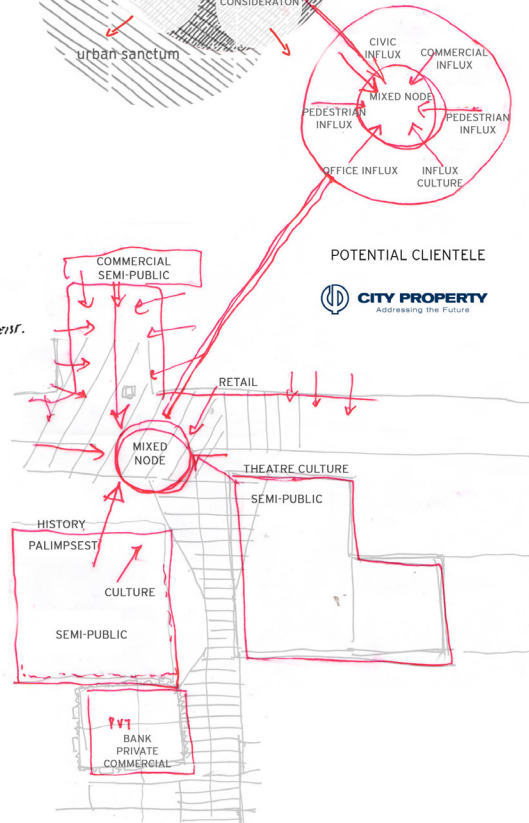 CONSIDERATON
urban sanctum
CIVIC
INFLUX
COMMERCIAL
INFLUX
MIXED NODE
PEDESTRIAN
INFLUX
PEDESTRIAN
INFLUX
OFFICE INFLUX
INFLUX
CULTURE
POTENTIAL CLIENTELE
CITY PROPERTY
Addressing the Future
COMMERCIAL
SEMI-PUBLIC
RETAIL
MIXED
NODE
THEATRE CULTURE
SEMI-PUBLIC
HISTORY
PALIMPSEST
CULTURE
SEMI-PUBLIC
PVT
BANK
PRIVATE
COMMERCIAL